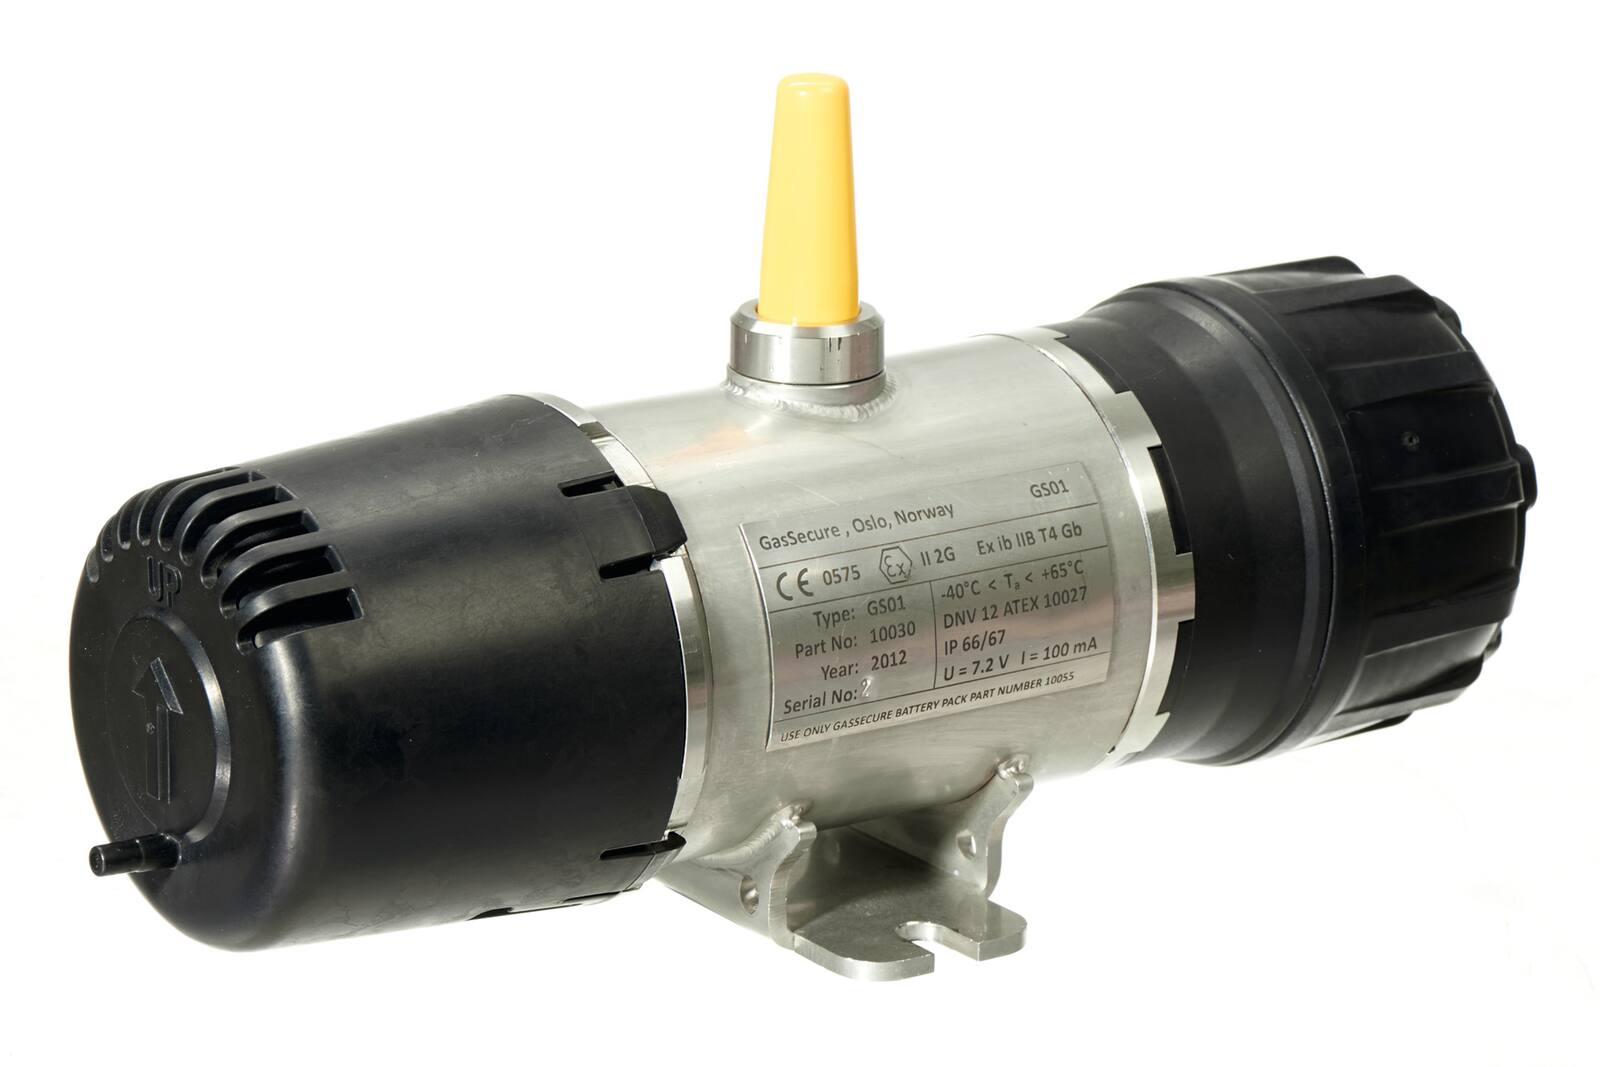 UP
GasSecure , Oslo, Norway GS01
CE 0575 Ex II 2G Ex ib IIB T4 Gb
Type: GS01
Part No: 10030
Year: 2012
Serial No: 2
-40°C < Ta < +65°C
DNV 12 ATEX 10027
IP 66/67
U = 7.2 V I = 100 mA
USE ONLY GASSECURE BATTERY PACK PART NUMBER 10055